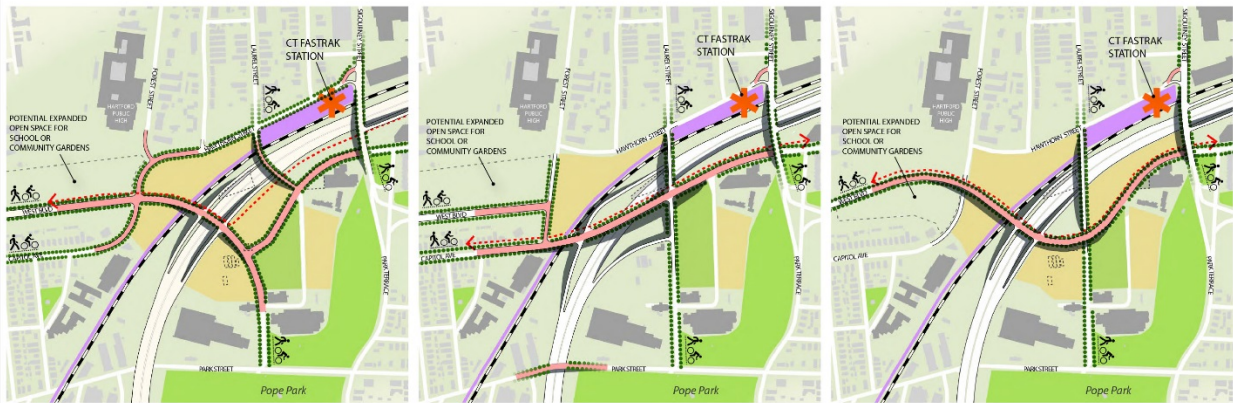 SIGOURNEY STREET
CT FASTRAK
STATION
LAUREL STREET
FOREST STREET
HARTFORD
PUBLIC
HIGH
POTENTIAL EXPANDED
OPEN SPACE FOR
SCHOOL OR
COMMUNITY GARDENS
WEST BLVD
PARK TERRACE
PARK STREET
Pope Park
SIGOURNEY STREET
CT FASTRAK
STATION
LAUREL STREET
FOREST STREET
HARTFORD
PUBLIC
HIGH
POTENTIAL EXPANDED
OPEN SPACE FOR
SCHOOL OR
COMMUNITY GARDENS
HAWTHORN STREET
WEST BLVD
CAPITOL AVE
PARK TERRACE
PARK STREET
Pope Park
SIGOURNEY STREET
CT FASTRAK
STATION
LAUREL STREET
FOREST STREET
HARTFORD
PUBLIC
HIGH
POTENTIAL EXPANDED
OPEN SPACE FOR
SCHOOL OR
COMMUNITY GARDENS
HAWTHORN STREET
WEST BLVD
CAPITOL AVE
PARK TERRACE
PARK STREET
Pope Park